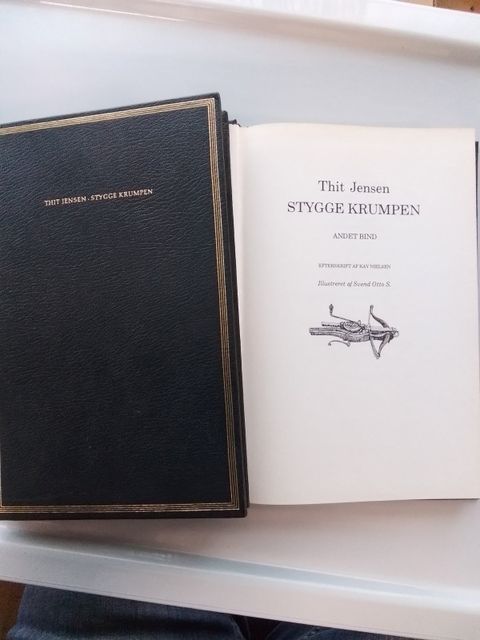 THIT JENSEN · STYGGE KRUMPEN
Thit Jensen
STYGGE KRUMPEN
ANDET BIND
EFTERSKRIFT AF KAY NIELSEN
Illustreret af Svend Otto S.